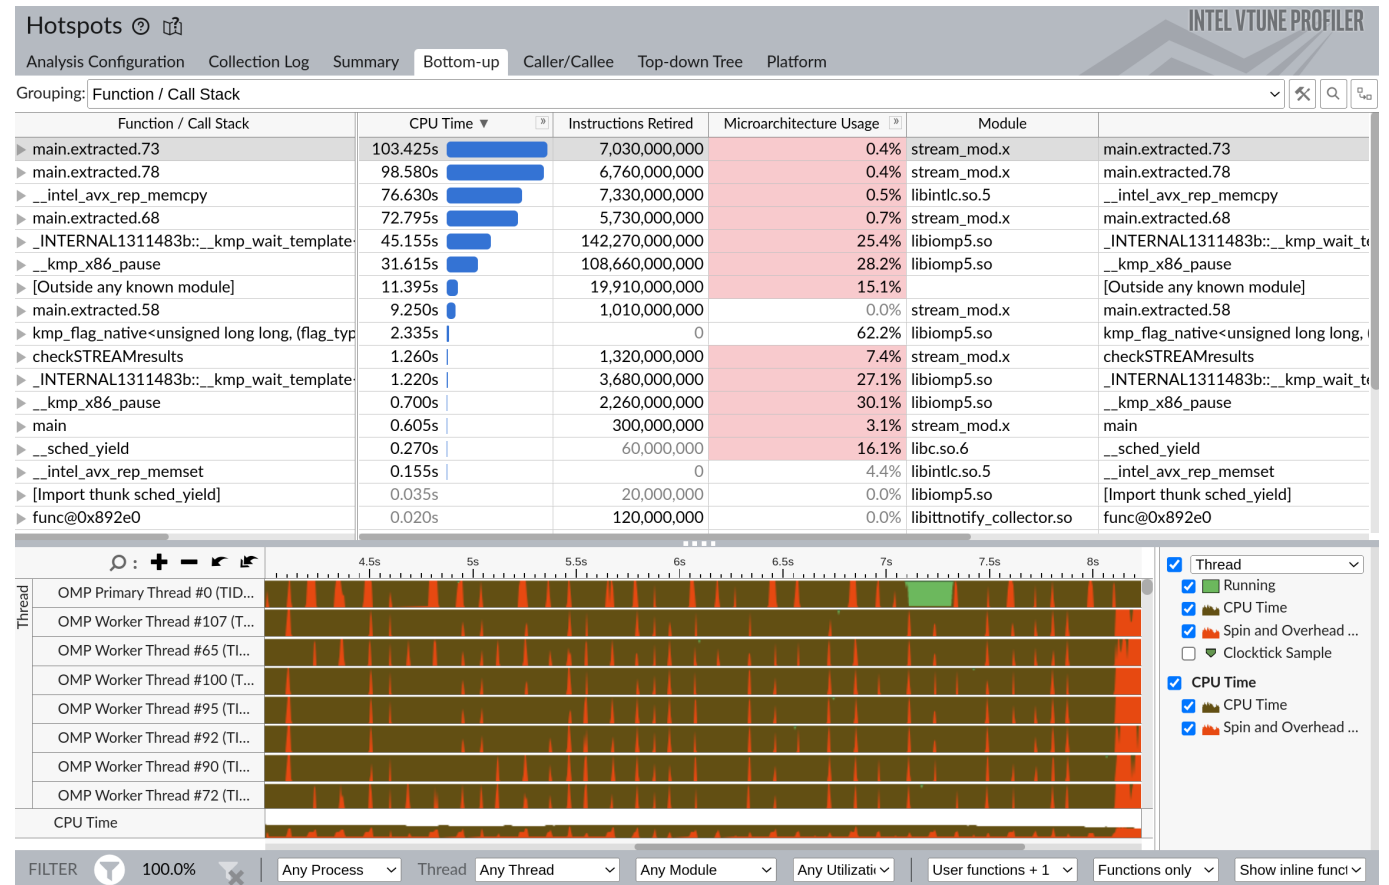 Hotspots
INTEL VTUNE PROFILER
Analysis Configuration Collection Log Summary Bottom-up Caller/Callee Top-down Tree Platform
Grouping: Function / Call Stack
Function / Call Stack CPU Time ▼ » Instructions Retired Microarchitecture Usage » Module
main.extracted.73 103.425s 7,030,000,000 0.4% stream_mod.x main.extracted.73
main.extracted.78 98.580s 6,760,000,000 0.4% stream_mod.x main.extracted.78
__intel_avx_rep_memcpy 76.630s 7,330,000,000 0.5% libintlc.so.5 __intel_avx_rep_memcpy
main.extracted.68 72.795s 5,730,000,000 0.7% stream_mod.x main.extracted.68
_INTERNAL1311483b::__kmp_wait_template 45.155s 142,270,000,000 25.4% libiomp5.so _INTERNAL1311483b::__kmp_wait_te
__kmp_x86_pause 31.615s 108,660,000,000 28.2% libiomp5.so __kmp_x86_pause
[Outside any known module] 11.395s 19,910,000,000 15.1% [Outside any known module]
main.extracted.58 9.250s 1,010,000,000 0.0% stream_mod.x main.extracted.58
kmp_flag_native<unsigned long long, (flag_typ 2.335s 0 62.2% libiomp5.so kmp_flag_native<unsigned long long, (
checkSTREAMresults 1.260s 1,320,000,000 7.4% stream_mod.x checkSTREAMresults
_INTERNAL1311483b::__kmp_wait_template 1.220s 3,680,000,000 27.1% libiomp5.so _INTERNAL1311483b::__kmp_wait_te
__kmp_x86_pause 0.700s 2,260,000,000 30.1% libiomp5.so __kmp_x86_pause
main 0.605s 300,000,000 3.1% stream_mod.x main
__sched_yield 0.270s 60,000,000 16.1% libc.so.6 __sched_yield
__intel_avx_rep_memset 0.155s 0 4.4% libintlc.so.5 __intel_avx_rep_memset
[Import thunk sched_yield] 0.035s 20,000,000 0.0% libiomp5.so [Import thunk sched_yield]
func@0x892e0 0.020s 120,000,000 0.0% libittnotify_collector.so func@0x892e0
4.5s 5s 5.5s 6s 6.5s 7s 7.5s 8s
Thread
OMP Primary Thread #0 (TID...
OMP Worker Thread #107 (T...
OMP Worker Thread #65 (TI...
OMP Worker Thread #100 (T...
OMP Worker Thread #95 (TI...
OMP Worker Thread #92 (TI...
OMP Worker Thread #90 (TI...
OMP Worker Thread #72 (TI...
CPU Time
Thread
Running
CPU Time
Spin and Overhead ...
Clocktick Sample
CPU Time
CPU Time
Spin and Overhead ...
FILTER 100.0% Any Process Thread Any Thread Any Module Any Utilizati User functions + 1 Functions only Show inline funct